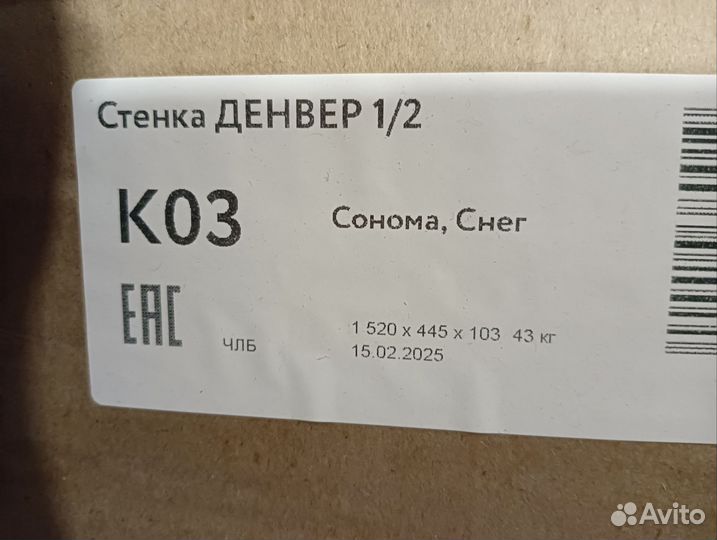 Стенка ДЕНВЕР 1/2
К03
Сонома, Снег
ЕАС
ЧЛБ
1 520 x 445 x 103 43 кг
15.02.2025
Avito